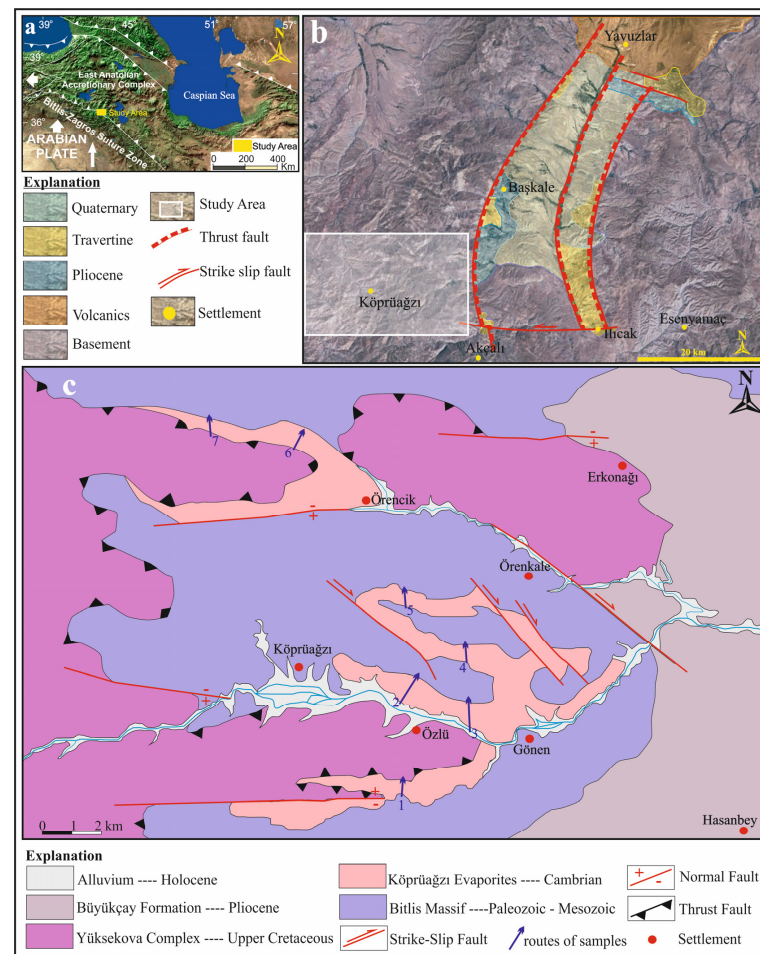 a
39°
45°
51°
57°
N
39°
East Anatolian
Accretionary Complex
Caspian Sea
Study Area
Bitlis-Zagros Suture Zone
36°
ARABIAN
PLATE
Study Area
0 200 400
Km
Explanation
Quaternary
Study Area
Travertine
Thrust fault
Pliocene
Strike slip fault
Volcanics
Settlement
Basement
b
Yavuzlar
N
Başkale
Köprüağzı
Akçalı
Ilıcak
Esenyamaç
20 km
c
N
7
6
-
+
Erkonağı
Örencik
-
+
Örenkale
5
Köprüağzı
4
-
+
2
3
Özlü
Gönen
+
-
1
0 1 2 km
Hasanbey
Explanation
Alluvium ---- Holocene
Köprüağzı Evaporites ---- Cambrian
+
-
Normal Fault
Büyükçay Formation ---- Pliocene
Bitlis Massif ----Paleozoic - Mesozoic
Thrust Fault
Yüksekova Complex ---- Upper Cretaceous
Strike-Slip Fault
routes of samples
Settlement